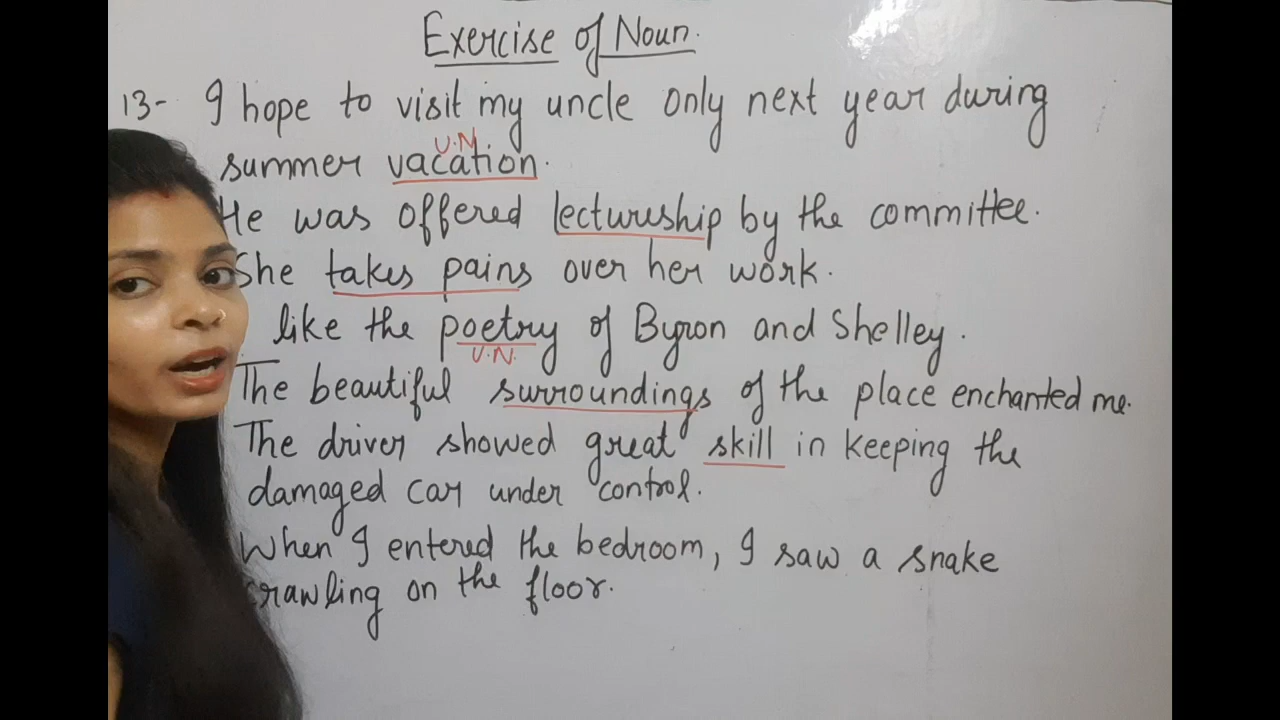 Exercise of Noun.
13- I hope to visit my uncle only next year during
U.N
summer vacation.
He was offered lectureship by the committee.
She takes pains over her work.
like the poetry of Byron and Shelley.
U.N.
The beautiful surroundings of the place enchanted me.
The driver showed great skill in keeping the
damaged car under control.
When I entered the bedroom, I saw a snake
crawling on the floor.